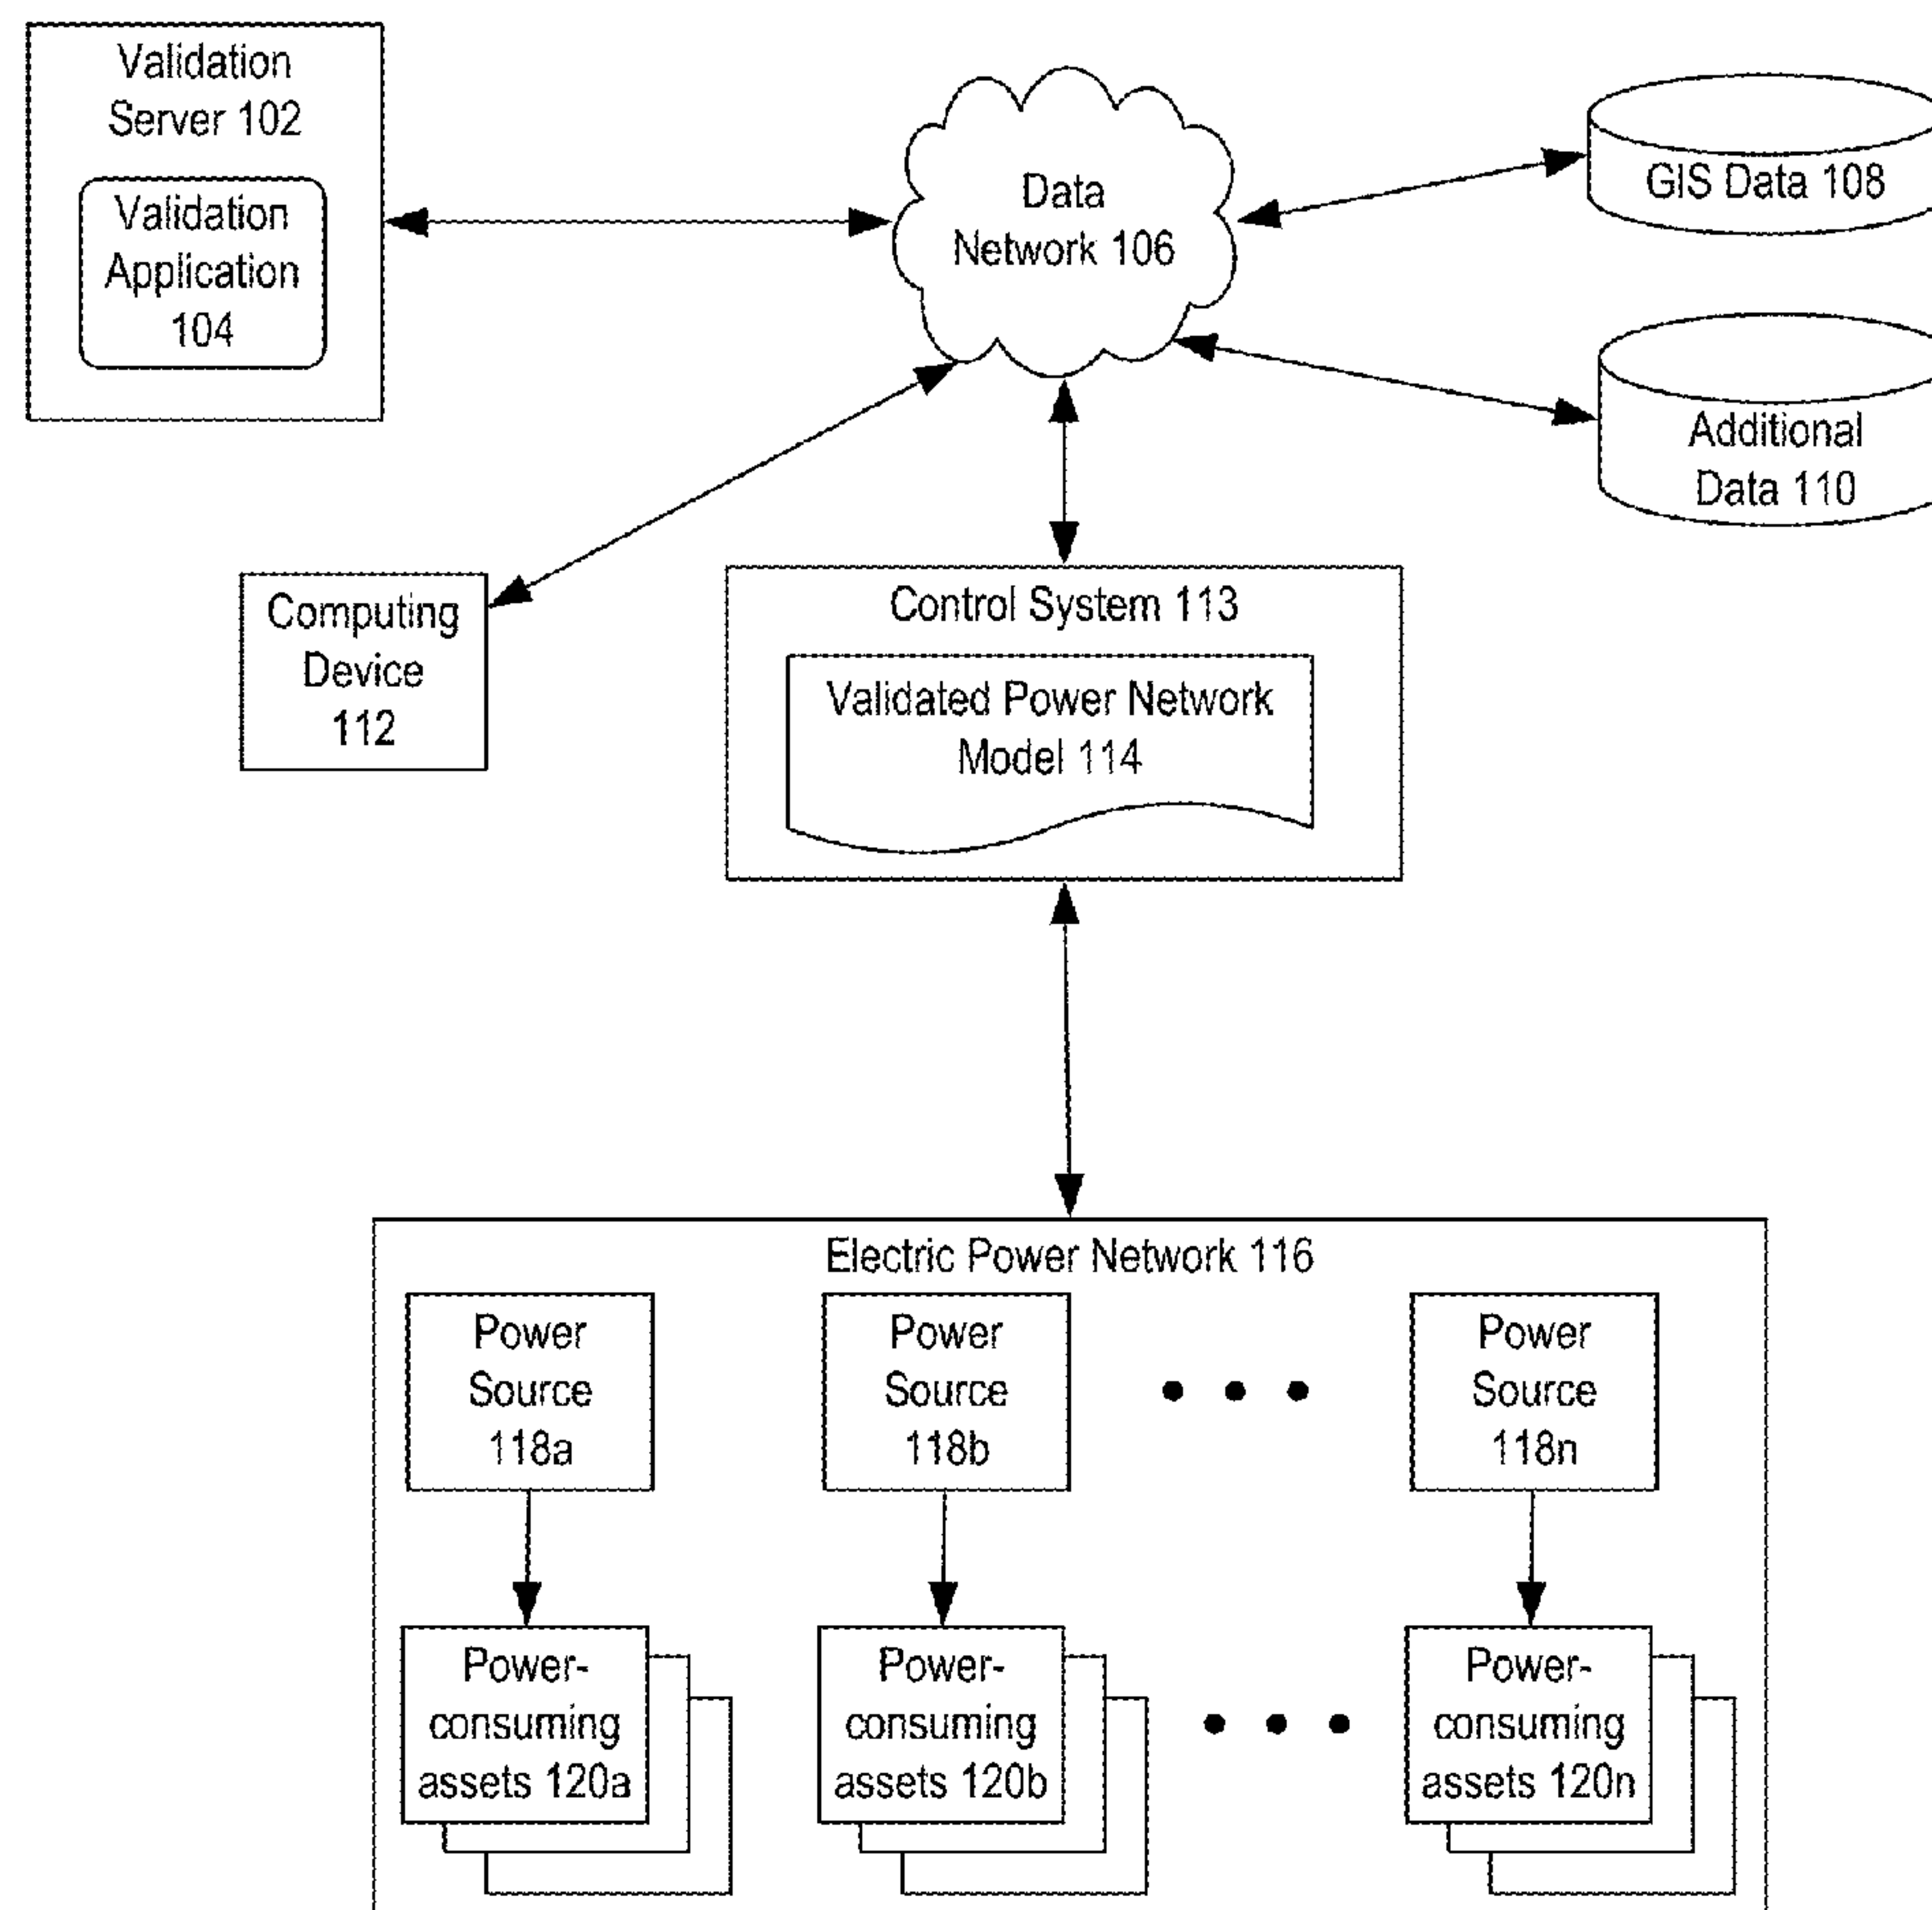 Validation
Server 102
Validation
Application
104
Data
Network 106
GIS Data 108
Additional
Data 110
Computing
Device
112
Control System 113
Validated Power Network
Model 114
Electric Power Network 116
Power
Source
118a
Power
Source
118b
Power
Source
118n
Power-
consuming
assets 120a
Power-
consuming
assets 120b
Power-
consuming
assets 120n